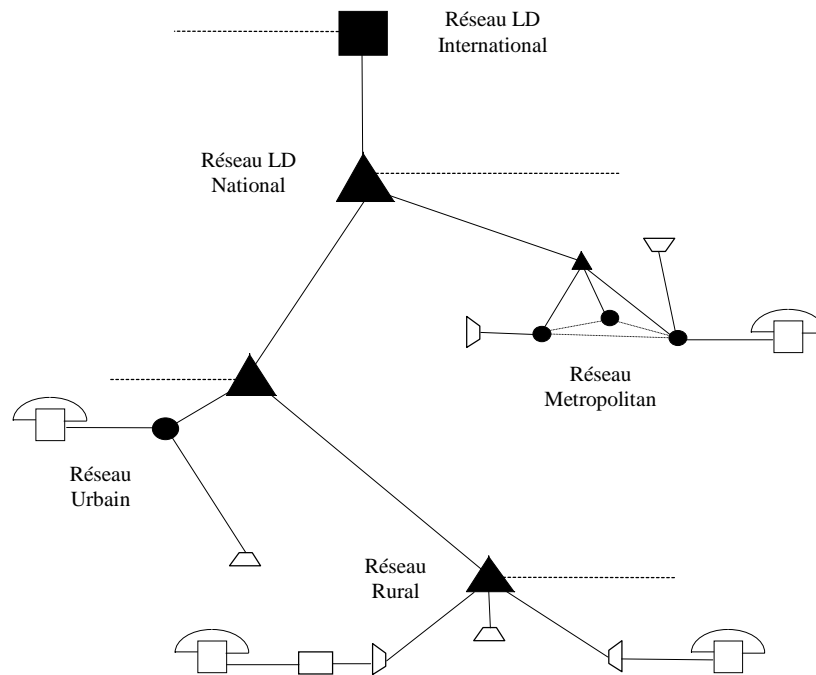 Réseau LD
International
Réseau LD
National
Réseau
Metropolitan
Réseau
Urbain
Réseau
Rural